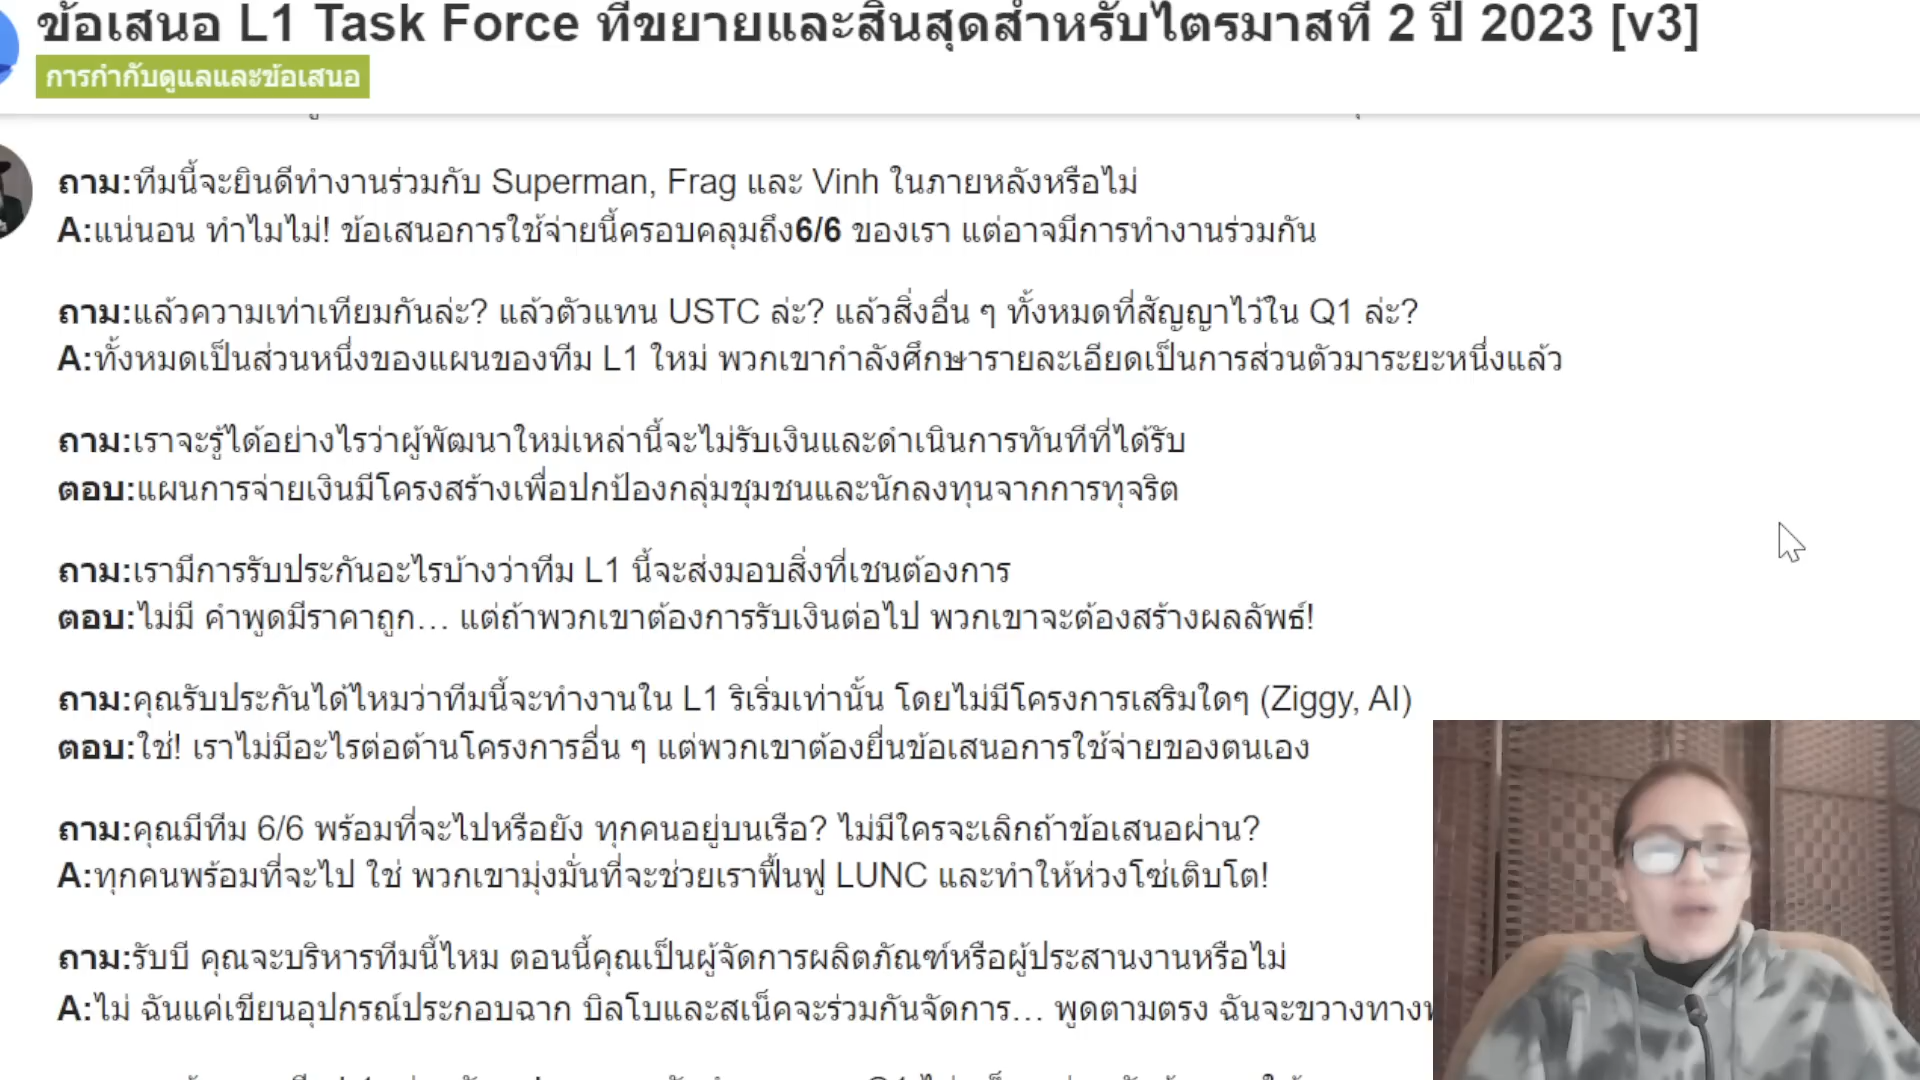 ข้อเสนอ L1 Task Force ที่ขยายและสิ้นสุดสำหรับไตรมาสที่ 2 ปี 2023 [v3]
การกำกับดูแลและข้อเสนอ
ถาม:ทีมนี้จะยินดีทำงานร่วมกับ Superman, Frag และ Vinh ในภายหลังหรือไม่
A:แน่นอน ทำไมไม่! ข้อเสนอการใช้จ่ายนี้ครอบคลุมถึง6/6 ของเรา แต่อาจมีการทำงานร่วมกัน
ถาม:แล้วความเท่าเทียมกันล่ะ? แล้วตัวแทน USTC ล่ะ? แล้วสิ่งอื่น ๆ ทั้งหมดที่สัญญาไว้ใน Q1 ล่ะ?
A:ทั้งหมดเป็นส่วนหนึ่งของแผนของทีม L1 ใหม่ พวกเขากำลังศึกษารายละเอียดเป็นการส่วนตัวมาระยะหนึ่งแล้ว
ถาม:เราจะรู้ได้อย่างไรว่าผู้พัฒนาใหม่เหล่านี้จะไม่รับเงินและดำเนินการทันทีที่ได้รับ
ตอบ:แผนการจ่ายเงินมีโครงสร้างเพื่อปกป้องกลุ่มชุมชนและนักลงทุนจากการทุจริต
ถาม:เรามีการรับประกันอะไรบ้างว่าทีม L1 นี้จะส่งมอบสิ่งที่เชนต้องการ
ตอบ:ไม่มี คำพูดมีราคาถูก... แต่ถ้าพวกเขาต้องการรับเงินต่อไป พวกเขาจะต้องสร้างผลลัพธ์!
ถาม:คุณรับประกันได้ไหมว่าทีมนี้จะทำงานใน L1 ริเริ่มเท่านั้น โดยไม่มีโครงการเสริมใดๆ (Ziggy, AI)
ตอบ:ใช่! เราไม่มีอะไรต่อต้านโครงการอื่น ๆ แต่พวกเขาต้องยื่นข้อเสนอการใช้จ่ายของตนเอง
ถาม:คุณมีทีม 6/6 พร้อมที่จะไปหรือยัง ทุกคนอยู่บนเรือ? ไม่มีใครจะเลิกถ้าข้อเสนอผ่าน?
A:ทุกคนพร้อมที่จะไป ใช่ พวกเขามุ่งมั่นที่จะช่วยเราฟื้นฟู LUNC และทำให้ห่วงโซ่เติบโต!
ถาม:รับบี คุณจะบริหารทีมนี้ไหม ตอนนี้คุณเป็นผู้จัดการผลิตภัณฑ์หรือผู้ประสานงานหรือไม่
A:ไม่ ฉันแค่เขียนอุปกรณ์ประกอบฉาก บิลโบและสเน็คจะร่วมกันจัดการ... พูดตามตรง ฉันจะขวางทาง